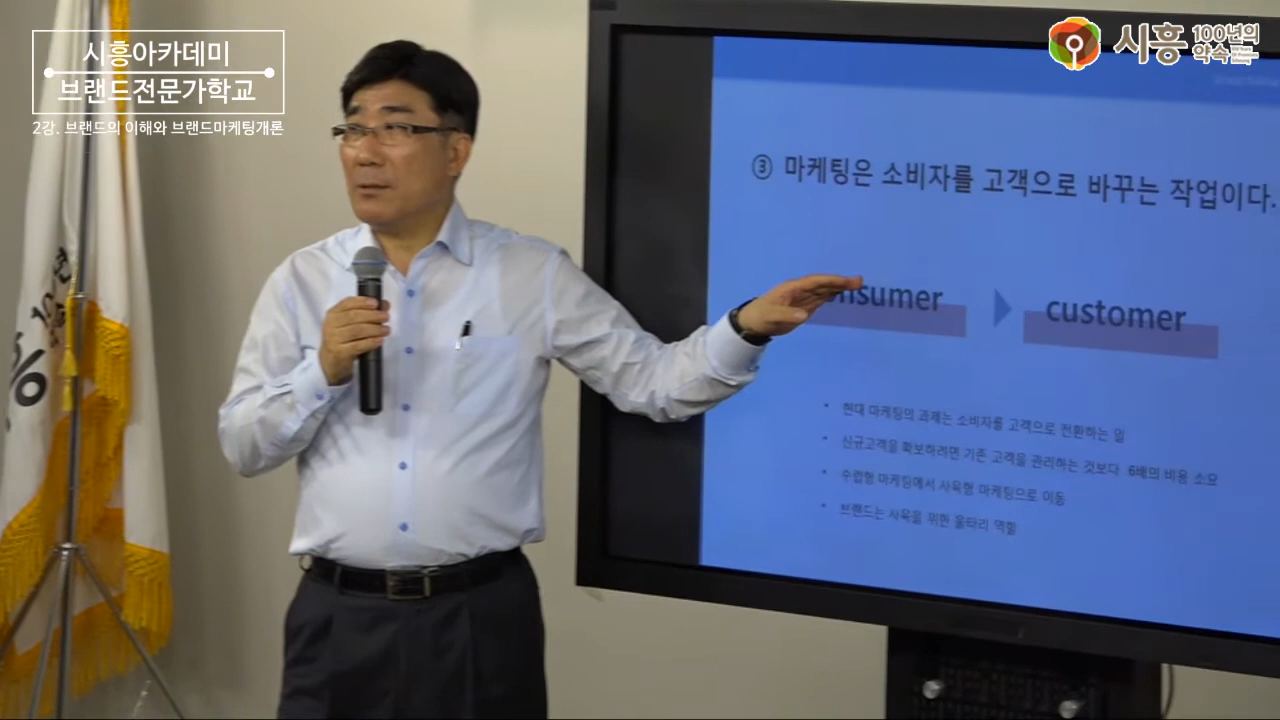 시흥아카데미
브랜드전문가학교
2강. 브랜드의 이해와 브랜드마케팅개론
시흥 100년의
약속
③ 마케팅은 소비자를 고객으로 바꾸는 작업이다.
nsumer customer
• 현대 마케팅의 과제는 소비자를 고객으로 전환하는 일
• 신규고객을 확보하려면 기존 고객을 관리하는 것보다 6배의 비용 소요
• 수렵형 마케팅에서 사육형 마케팅으로 이동
• 브랜드는 사육을 위한 울타리 역할